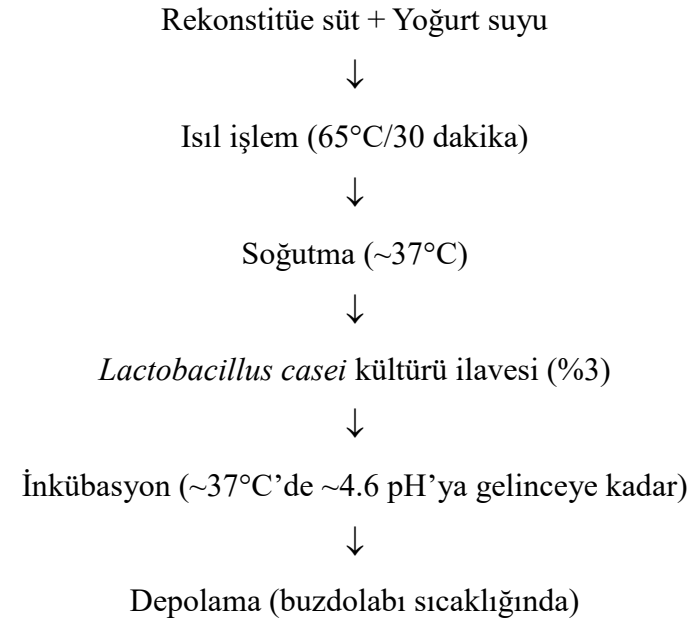 Rekonstitüe süt + Yoğurt suyu
↓
Isıl işlem (65°C/30 dakika)
↓
Soğutma (~37°C)
↓
Lactobacillus casei kültürü ilavesi (%3)
↓
İnkübasyon (~37°C’de ~4.6 pH’ya gelinceye kadar)
↓
Depolama (buzdolabı sıcaklığında)